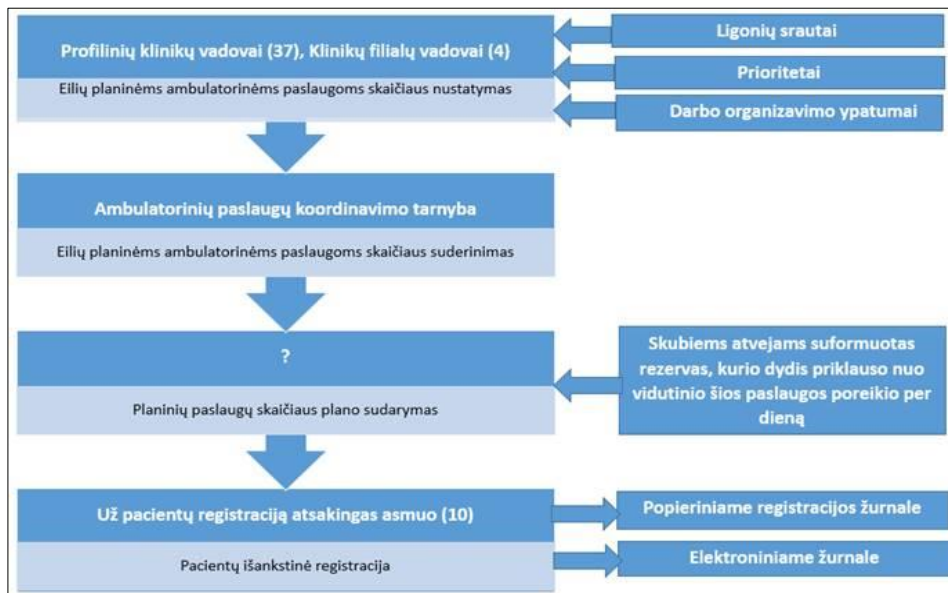 Profilinių klinikų vadovai (37), Klinikų filialų vadovai (4)
Eilių planinėms ambulatorinėms paslaugoms skaičiaus nustatymas
Ligonių srautai
Prioritetai
Darbo organizavimo ypatumai
Ambulatorinių paslaugų koordinavimo tarnyba
Eilių planinėms ambulatorinėms paslaugoms skaičiaus suderinimas
?
Planinių paslaugų skaičiaus plano sudarymas
Skubiems atvejams suformuotas
rezervas, kurio dydis priklauso nuo
vidutinio šios paslaugos poreikio per
dieną
Už pacientų registraciją atsakingas asmuo (10)
Pacientų išankstinė registracija
Popieriniame registracijos žurnale
Elektroniniame žurnale